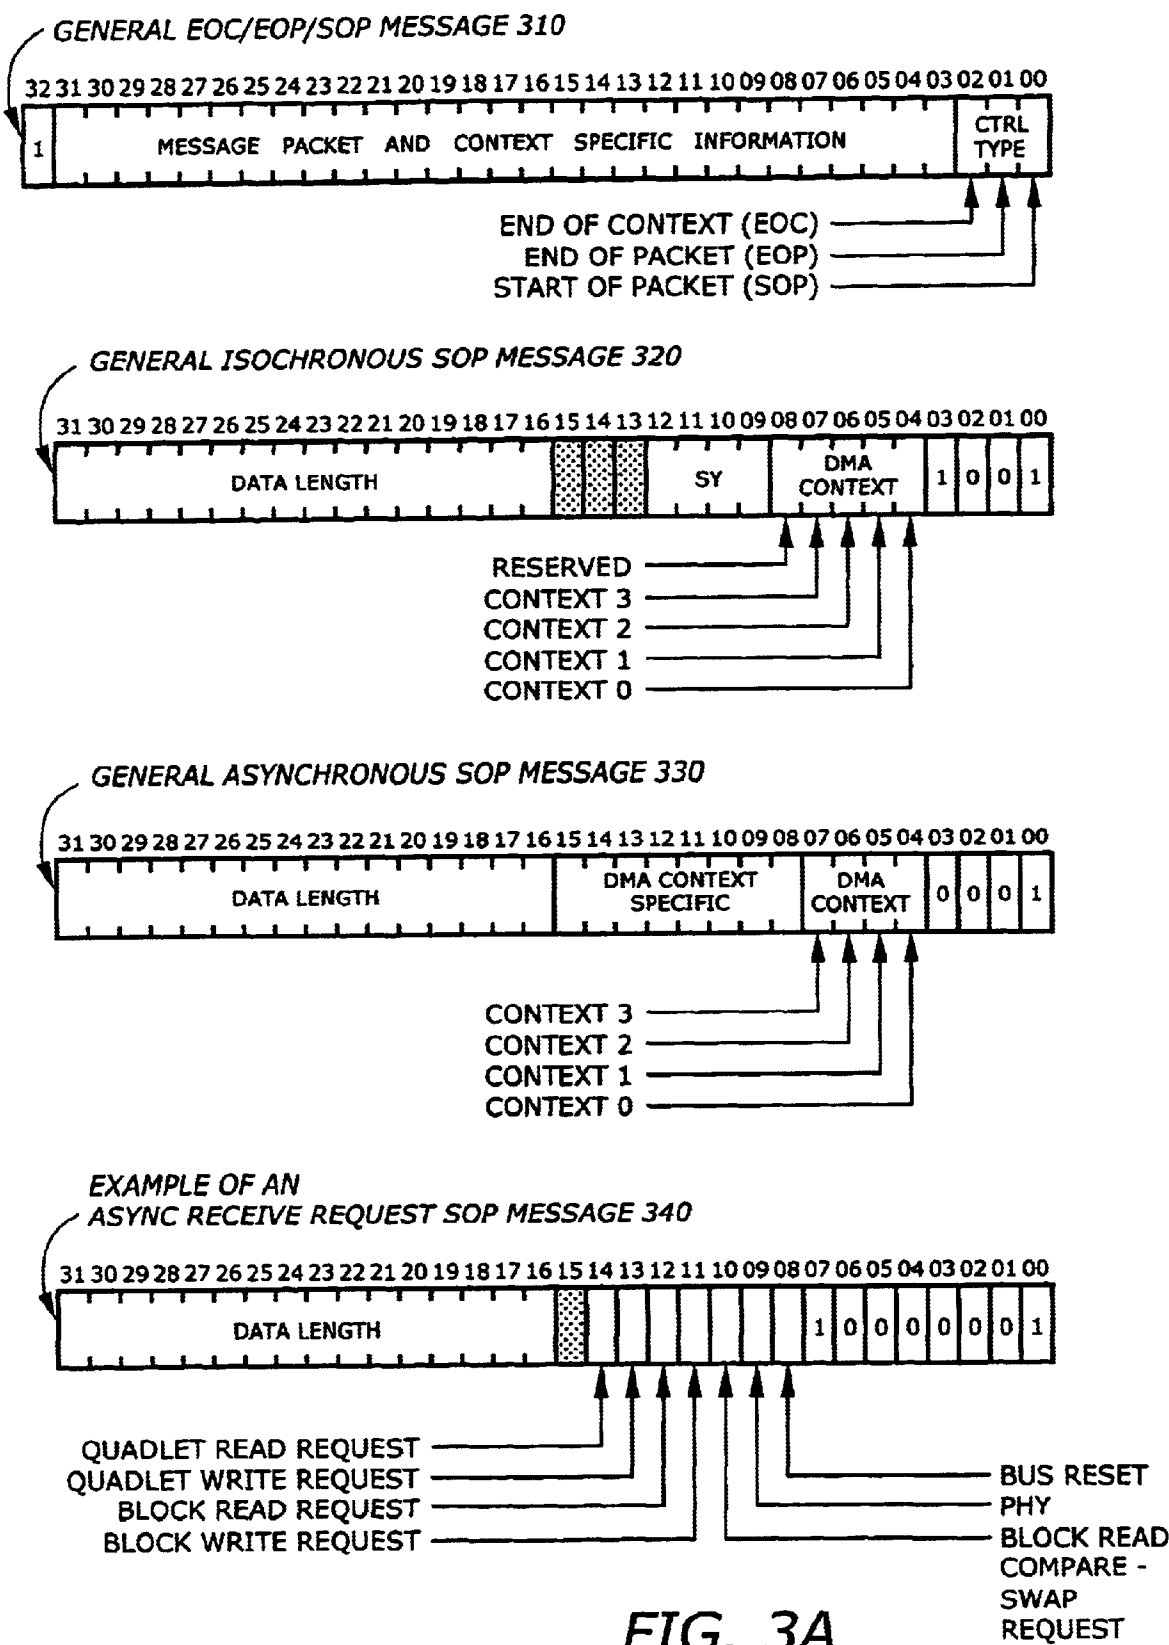 GENERAL EOC/EOP/SOP MESSAGE 310
32 31 30 29 28 27 26 25 24 23 22 21 20 19 18 17 16 15 14 13 12 11 10 09 08 07 06 05 04 03 02 01 00
1 MESSAGE PACKET AND CONTEXT SPECIFIC INFORMATION CTRL
TYPE
END OF CONTEXT (EOC)
END OF PACKET (EOP)
START OF PACKET (SOP)
GENERAL ISOCHRONOUS SOP MESSAGE 320
31 30 29 28 27 26 25 24 23 22 21 20 19 18 17 16 15 14 13 12 11 10 09 08 07 06 05 04 03 02 01 00
DATA LENGTH SY DMA
CONTEXT 1 0 0 1
RESERVED
CONTEXT 3
CONTEXT 2
CONTEXT 1
CONTEXT 0
GENERAL ASYNCHRONOUS SOP MESSAGE 330
31 30 29 28 27 26 25 24 23 22 21 20 19 18 17 16 15 14 13 12 11 10 09 08 07 06 05 04 03 02 01 00
DATA LENGTH DMA CONTEXT
SPECIFIC DMA
CONTEXT 0 0 0 1
CONTEXT 3
CONTEXT 2
CONTEXT 1
CONTEXT 0
EXAMPLE OF AN
ASYNC RECEIVE REQUEST SOP MESSAGE 340
31 30 29 28 27 26 25 24 23 22 21 20 19 18 17 16 15 14 13 12 11 10 09 08 07 06 05 04 03 02 01 00
DATA LENGTH 1 0 0 0 0 0 0 1
QUADLET READ REQUEST
QUADLET WRITE REQUEST
BLOCK READ REQUEST
BLOCK WRITE REQUEST
BUS RESET
PHY
BLOCK READ
COMPARE -
SWAP
REQUEST
FIG. 3A